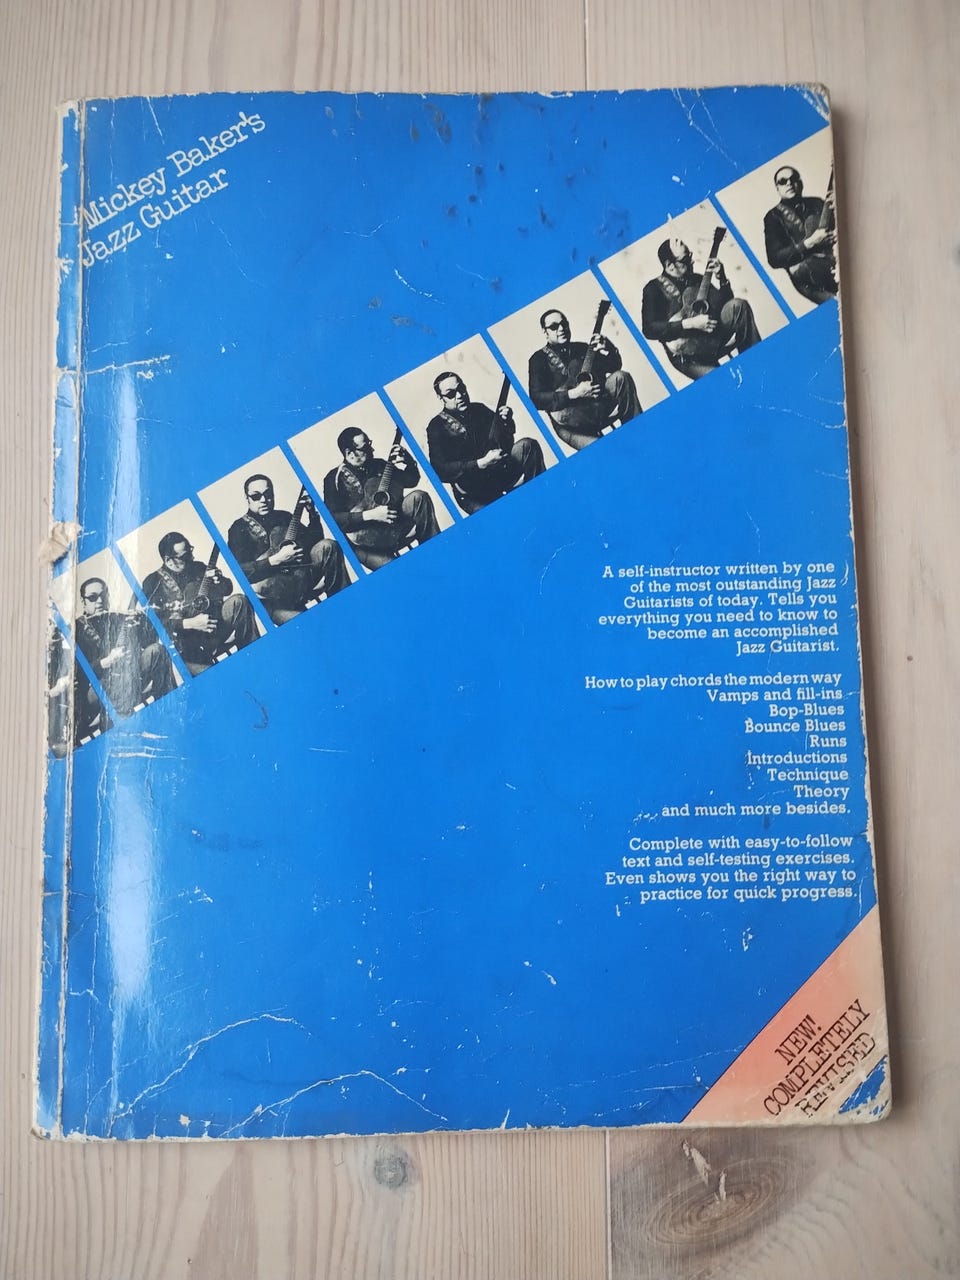 Mickey Baker's
Jazz Guitar
A self-instructor written by one
of the most outstanding Jazz
Guitarists of today. Tells you
everything you need to know to
become an accomplished
Jazz Guitarist.
How to play chords the modern way
Vamps and fill-ins
Bop-Blues
Bounce Blues
Runs
Introductions
Technique
Theory
and much more besides.
Complete with easy-to-follow
text and self-testing exercises.
Even shows you the right way to
practice for quick progress.
NEW!
COMPLETELY
REVISED